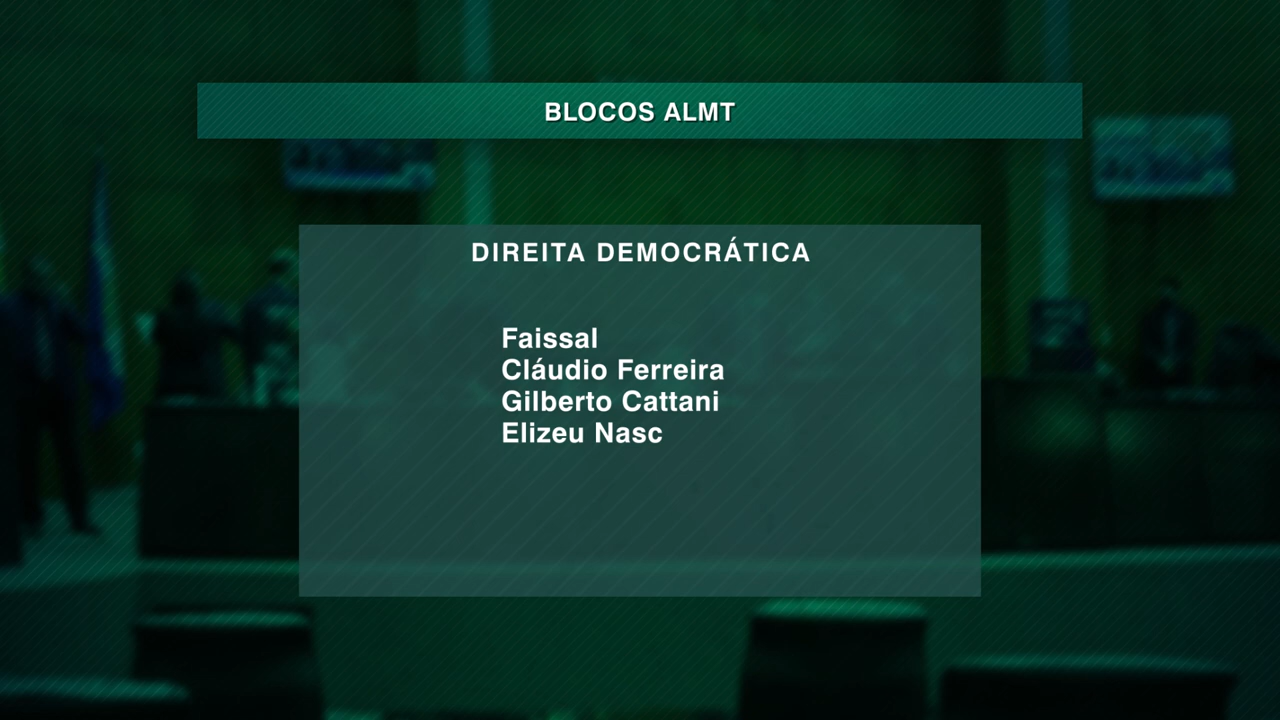 BLOCOS ALMT
DIREITA DEMOCRÁTICA
Faissal
Cláudio Ferreira
Gilberto Cattani
Elizeu Nasc